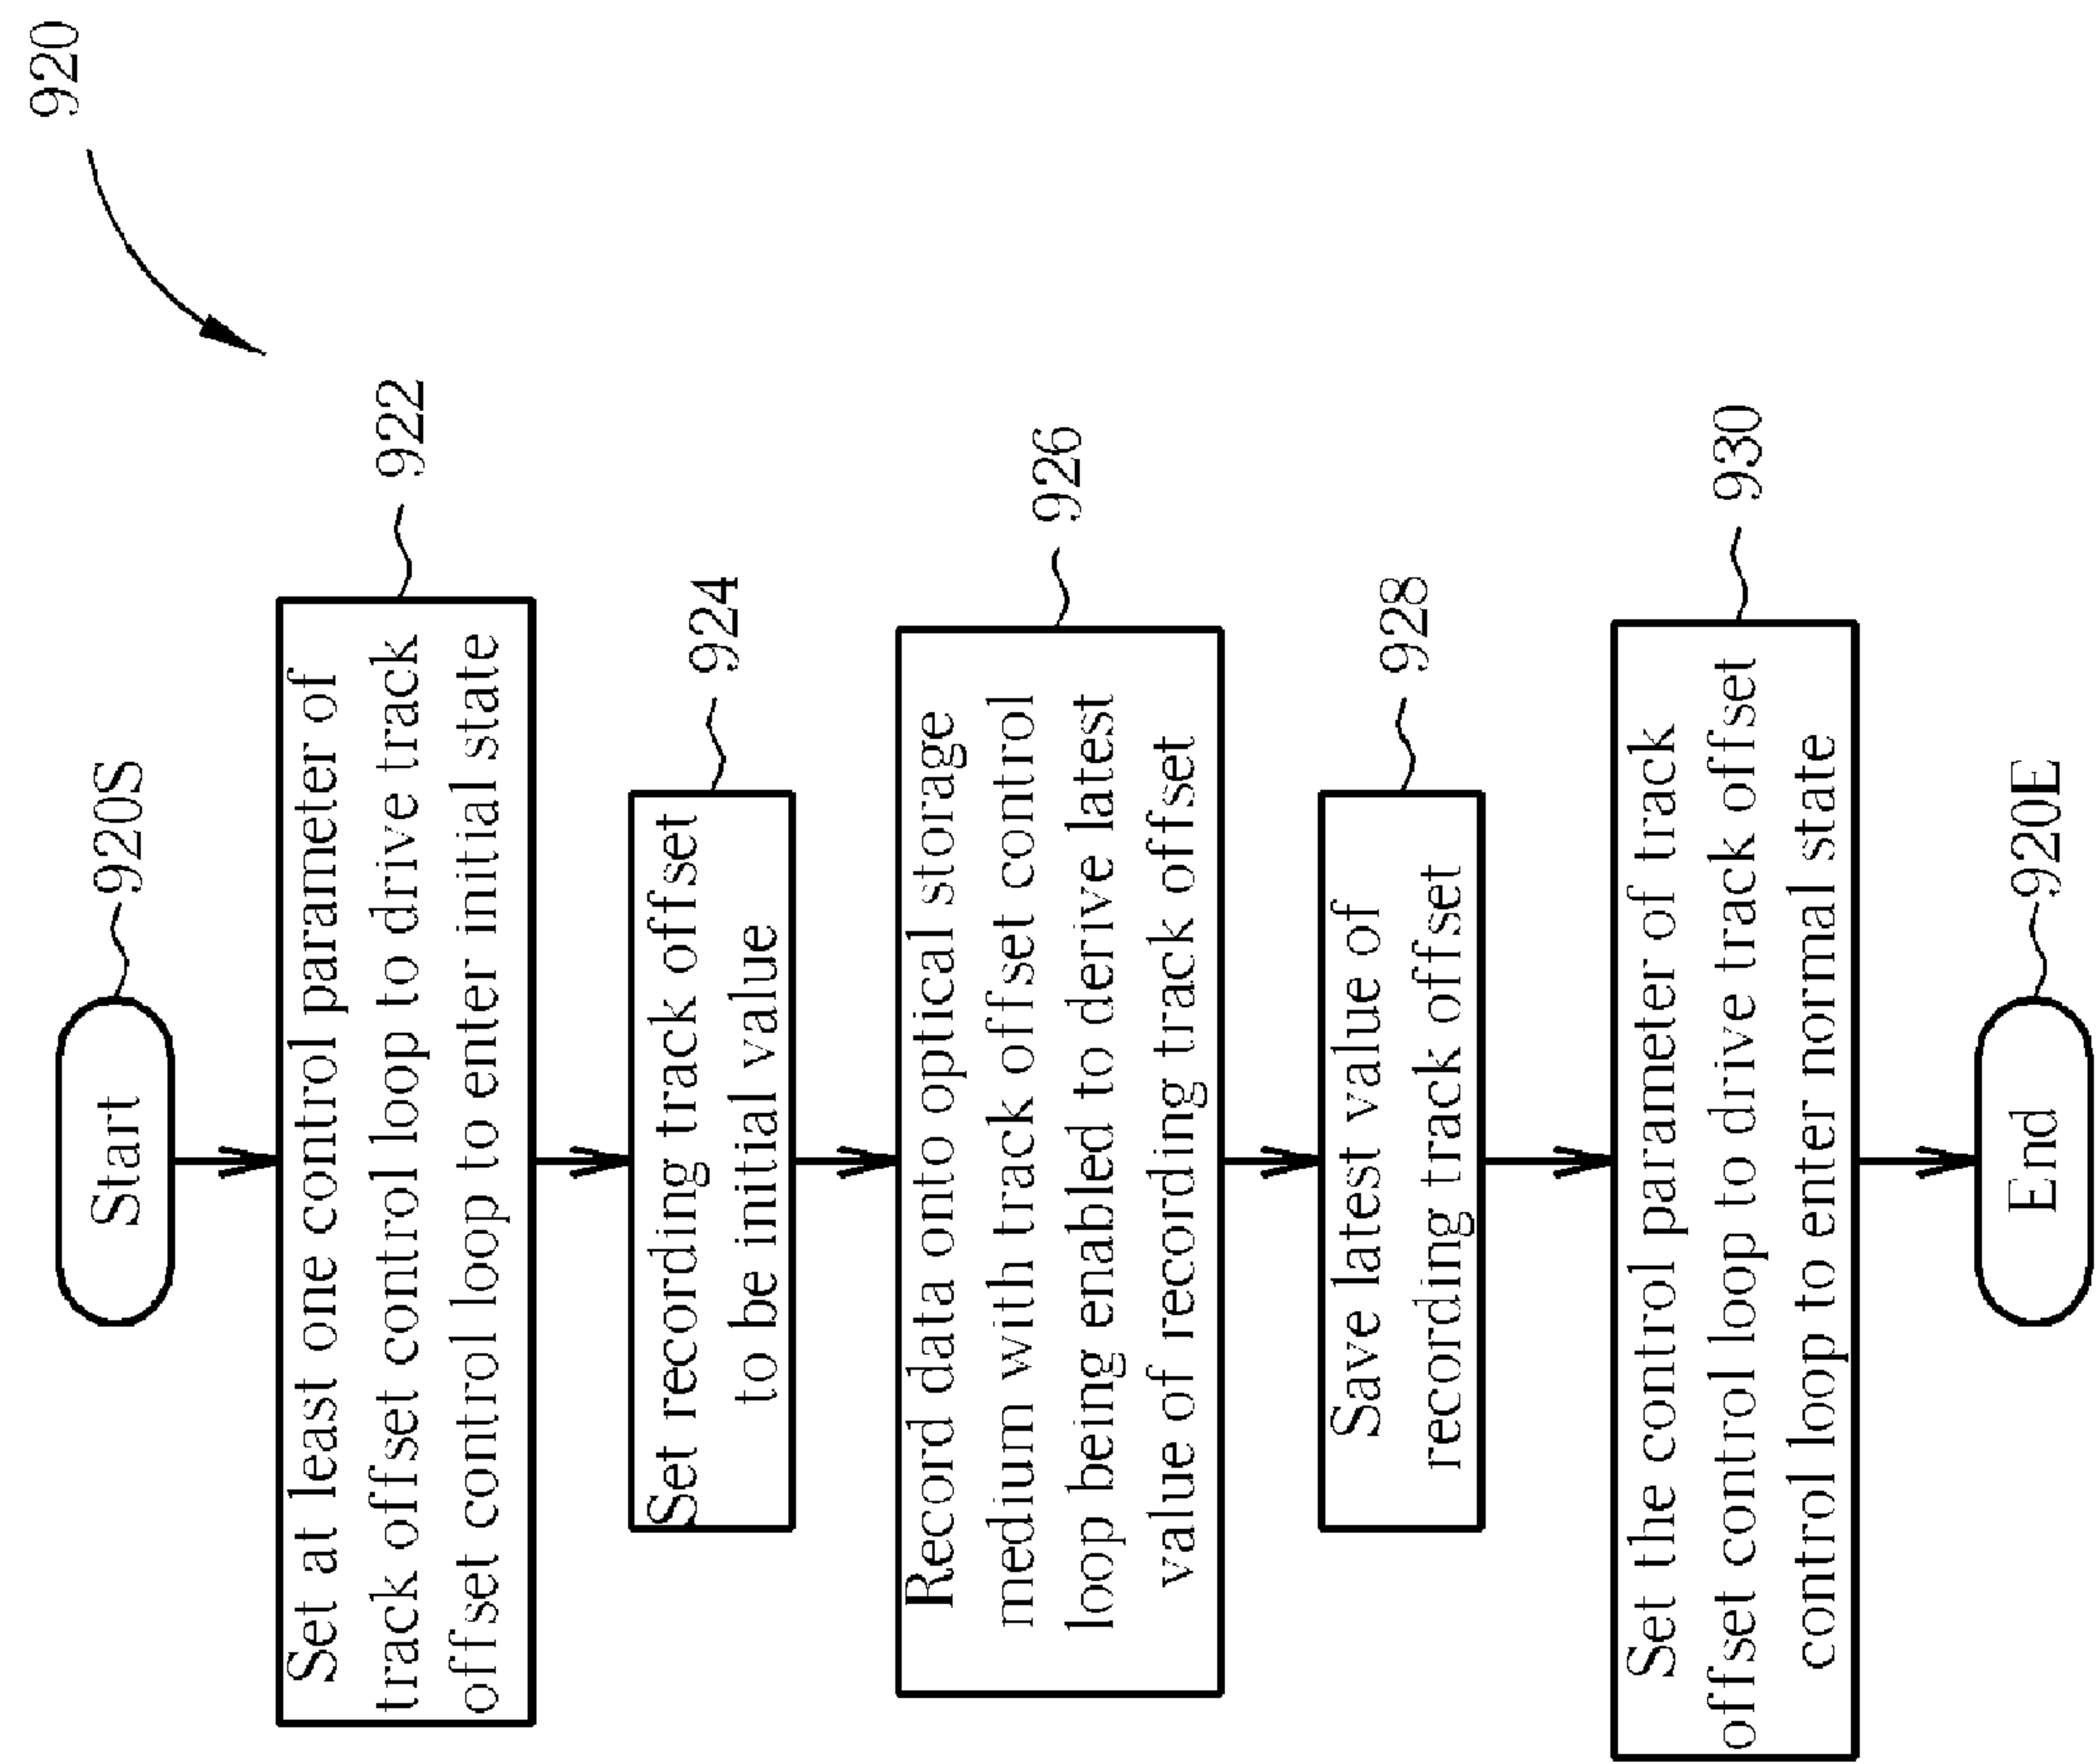 920
Start
920S
Set at least one control parameter of
track offset control loop to drive track
offset control loop to enter initial state
922
Set recording track offset
to be initial value
924
Record data onto optical storage
medium with track offset control
loop being enabled to derive latest
value of recording track offset
926
Save latest value of
recording track offset
928
Set the control parameter of track
offset control loop to drive track offset
control loop to enter normal state
930
End
920E